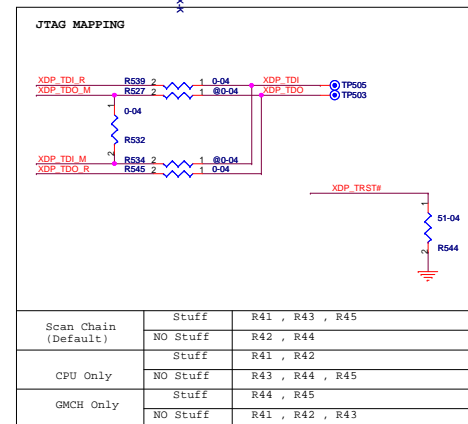 JTAG MAPPING
XDP_TDI_R R539 2 1 0-04 XDP_TDI TP505
XDP_TDO_M R527 2 1 @0-04 XDP_TDO TP503
1 0-04
2 R532
XDP_TDI_M R534 2 1 @0-04
XDP_TDO_R R545 2 1 0-04
XDP_TRST#
1 51-04
2 R544
Scan Chain (Default) Stuff R41 , R43 , R45
NO Stuff R42 , R44
CPU Only Stuff R41 , R42
NO Stuff R43 , R44 , R45
GMCH Only Stuff R44 , R45
NO Stuff R41 , R42 , R43